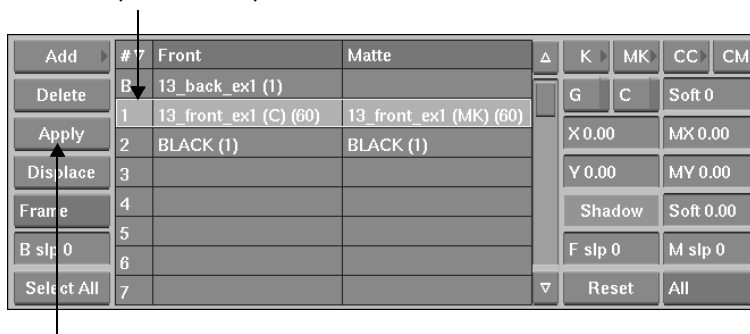 Add # Front Matte K MK CC CM
Delete B 13_back_ex1 (1) G C Soft 0
1 13_front_ex1 (C) (60) 13_front_ex1 (MK) (60)
Apply 2 BLACK (1) BLACK (1) X 0.00 MX 0.00
Displace 3 Y 0.00 MY 0.00
Frame 4 Shadow Soft 0.00
B slp 0 5 F slp 0 M slp 0
6
Select All 7 Reset All